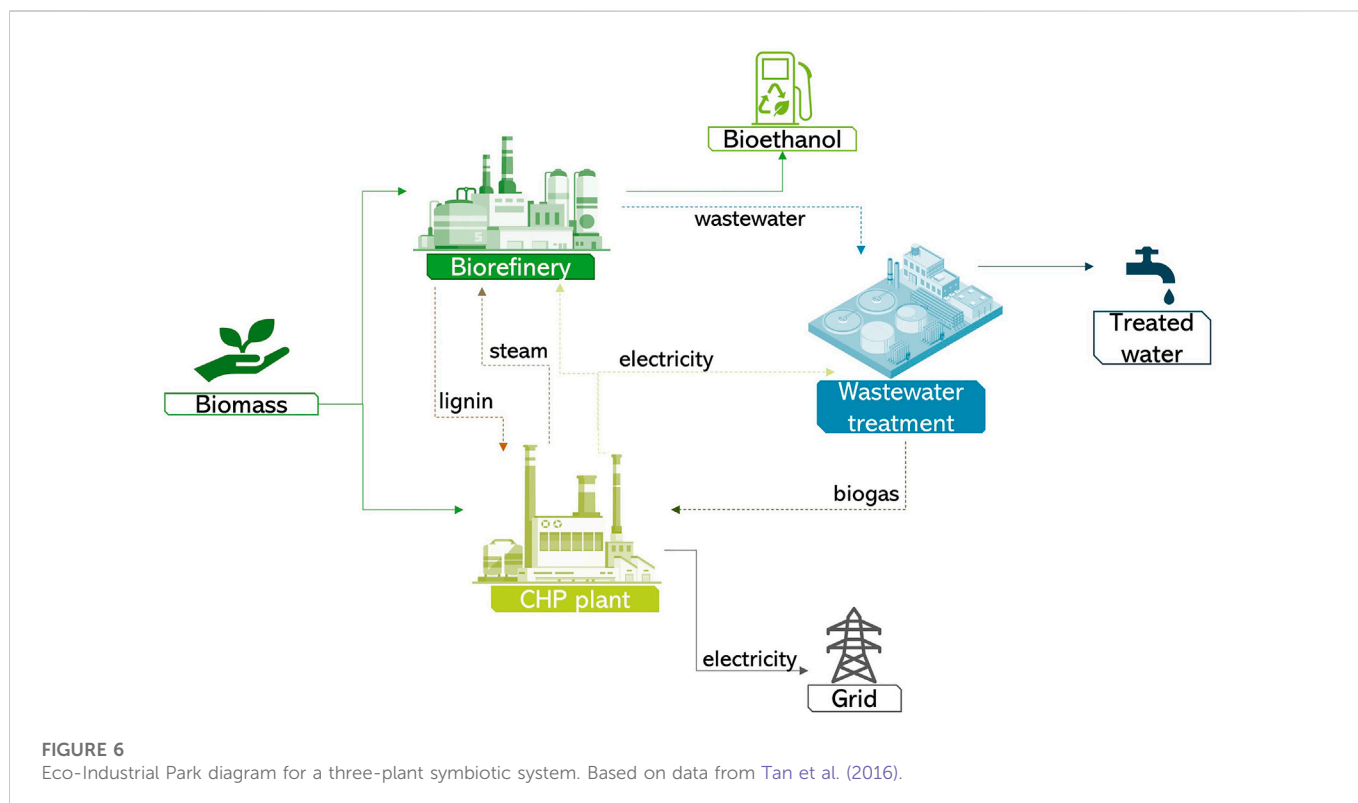 Bioethanol
wastewater
Biorefinery
Treated
water
steam
electricity
Biomass
lignin
Wastewater
treatment
biogas
CHP plant
electricity
Grid
FIGURE 6
Eco-Industrial Park diagram for a three-plant symbiotic system. Based on data from Tan et al. (2016).